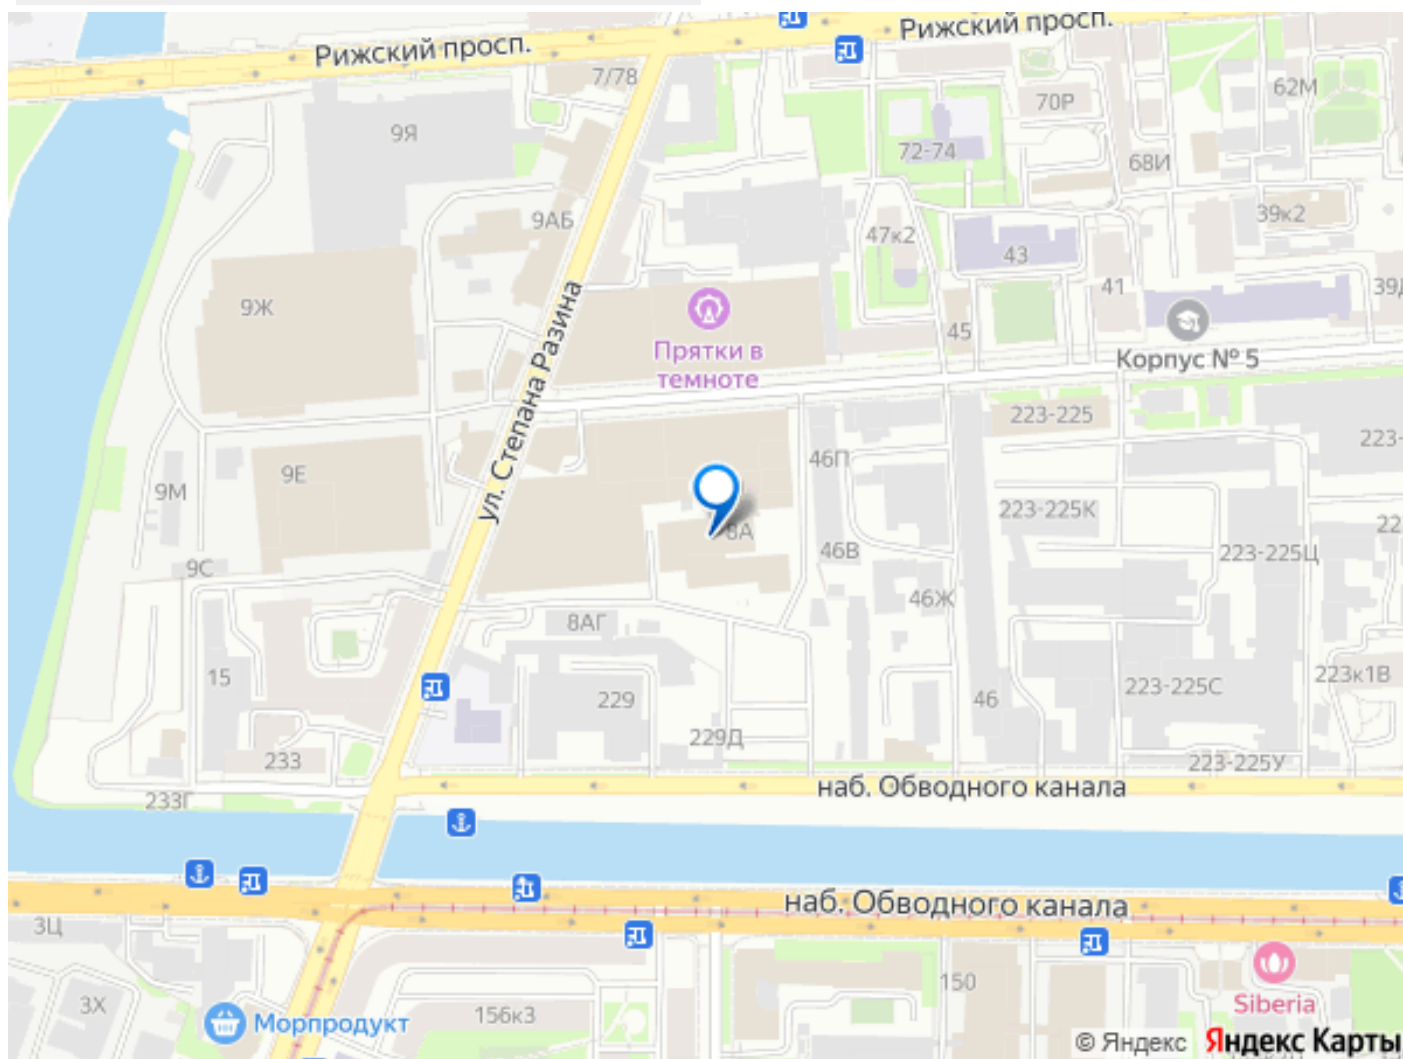 Рижский просп.
Рижский просп.
7/78
62М
70Р
9Я
72-74
68И
9АБ
39к2
47к2
43
41
9Ж
39Д
45
ул. Степана Разина
Прятки в
темноте
Корпус № 5
223-225
223-
46П
9Е
9М
223-225К
8А
22
46В
223-225Ц
9С
46Ж
8АГ
15
223к1В
223-225С
229
46
229Д
233
223-225У
233Г
наб. Обводного канала
наб. Обводного канала
3Ц
150
3Х
Siberia
156к3
Морпродукт
© Яндекс Яндекс Карты